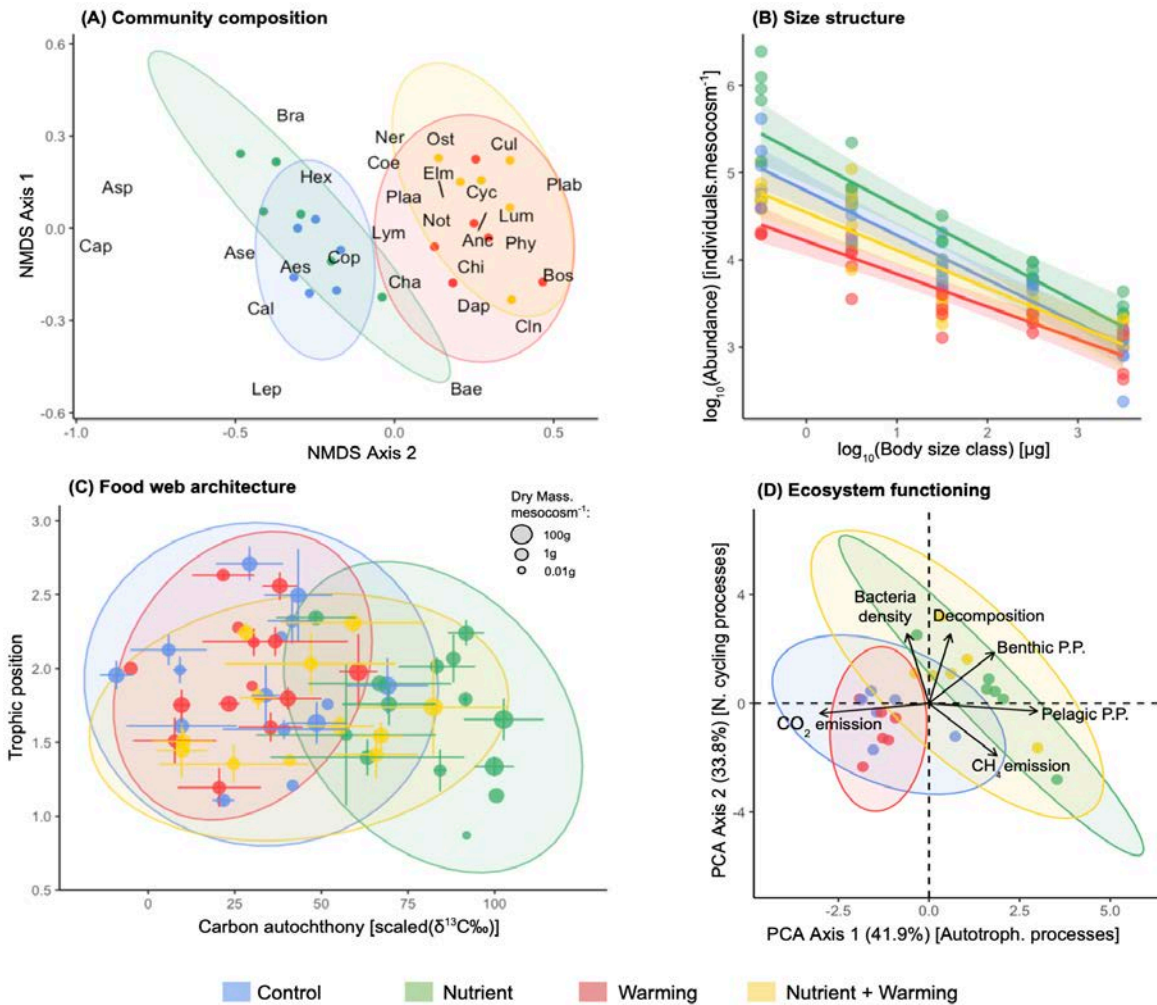 (A) Community composition
0.6
0.3
0.0
-0.3
-0.6
NMDS Axis 1
Asp
Cap
Bra
Hex
Ase
Aes
Cop
Cal
Lep
Ner
Ost
Cul
Coe
Elm
Plaa
Cyc
Plab
Not
Lum
Lym
Anc
Phy
Chi
Bos
Cha
Dap
Cln
Bae
-1.0
-0.5
0.0
0.5
NMDS Axis 2
(B) Size structure
log10(Abundance) [individuals.mesocosm-1]
6
5
4
3
0
1
2
3
log10(Body size class) [µg]
(C) Food web architecture
Dry Mass.
mesocosm-1:
100g
1g
0.01g
Trophic position
3.0
2.5
2.0
1.5
1.0
0.5
0
25
50
75
100
Carbon autochthony [scaled(δ13C‰)]
(D) Ecosystem functioning
PCA Axis 2 (33.8%) [N. cycling processes]
4
0
-4
Bacteria
density
Decomposition
Benthic P.P.
Pelagic P.P.
CO2 emission
CH4 emission
-2.5
0.0
2.5
5.0
PCA Axis 1 (41.9%) [Autotroph. processes]
Control
Nutrient
Warming
Nutrient + Warming